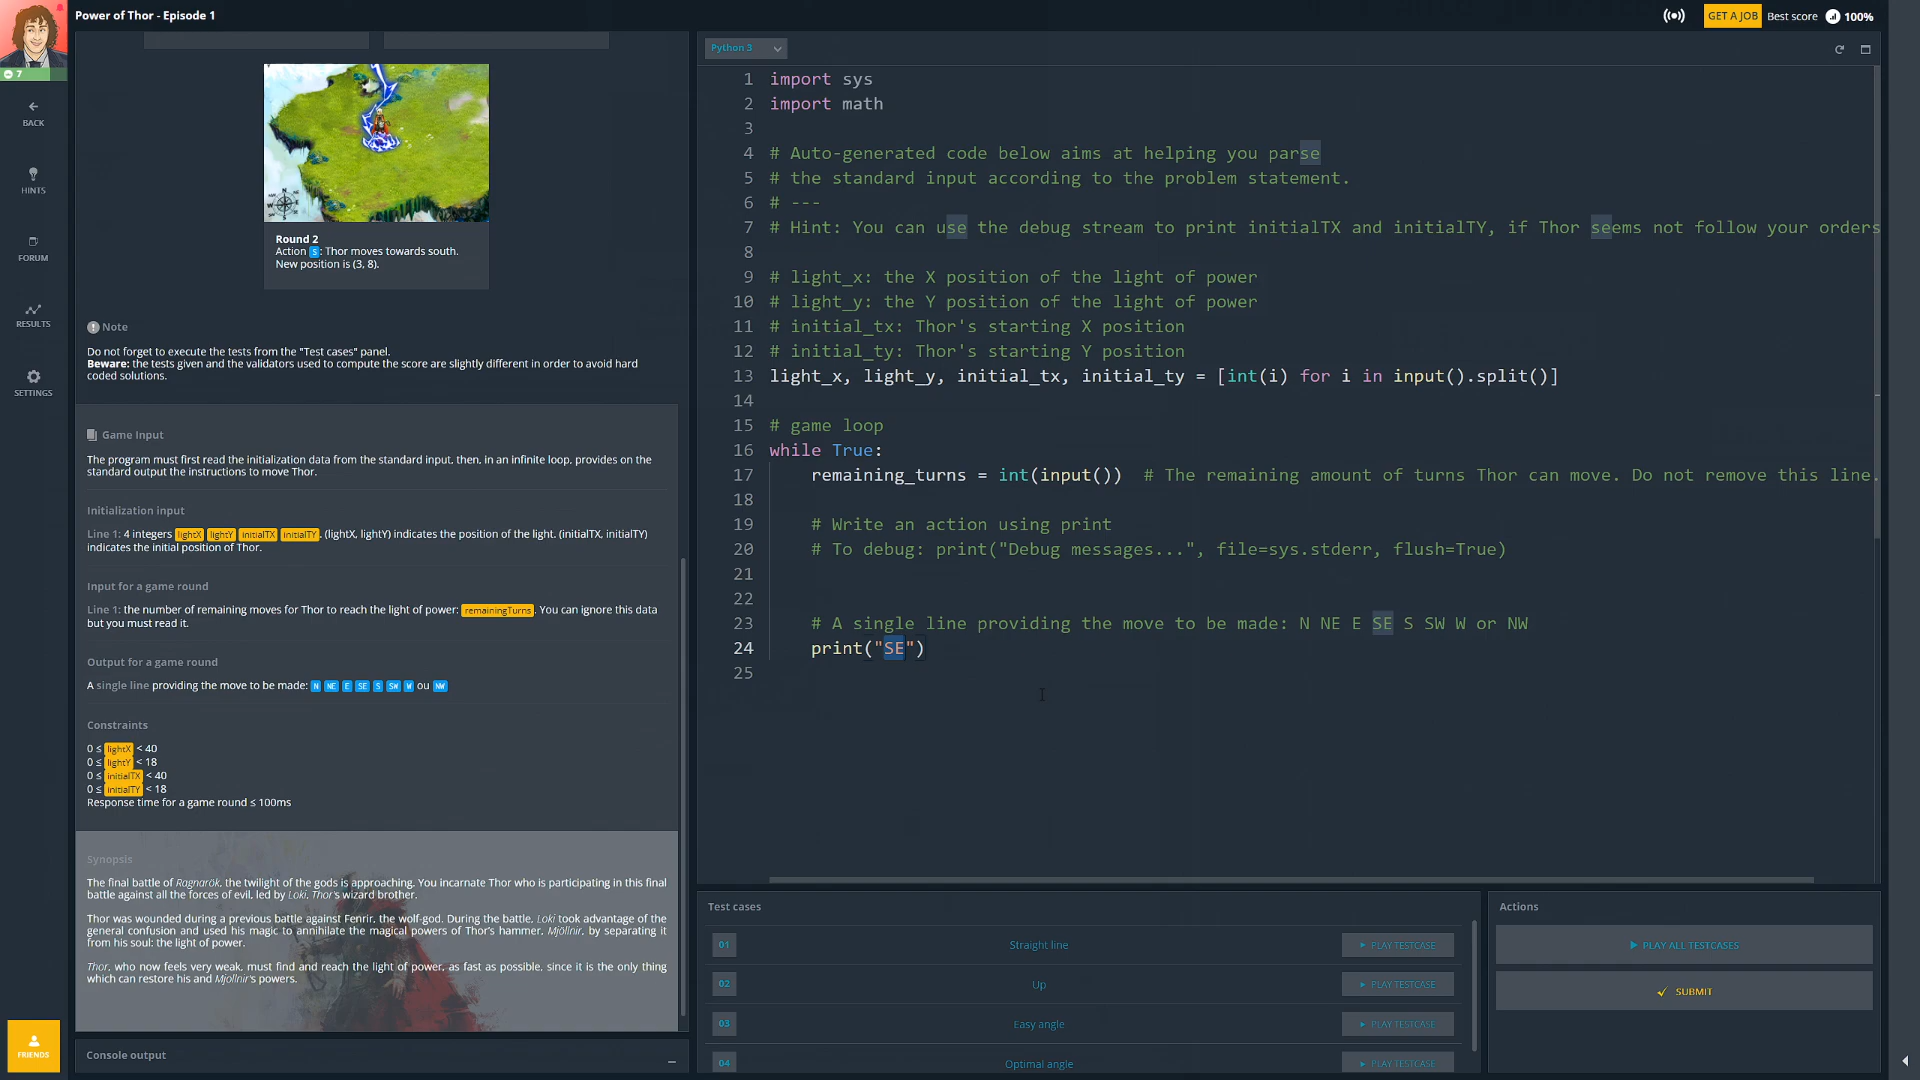 Power of Thor - Episode 1
GET A JOB
Best score
100%
7
BACK
HINTS
FORUM
RESULTS
SETTINGS
FRIENDS
N
W
E
S
Round 2
Action S: Thor moves towards south.
New position is (3, 8).
Note
Do not forget to execute the tests from the "Test cases" panel.
Beware: the tests given and the validators used to compute the score are slightly different in order to avoid hard
coded solutions.
Game Input
The program must first read the initialization data from the standard input, then, in an infinite loop, provides on the
standard output the instructions to move Thor.
Initialization input
Line 1: 4 integers lightX lightY initialTX initialTY. (lightX, lightY) indicates the position of the light. (initialTX, initialTY)
indicates the initial position of Thor.
Input for a game round
Line 1: the number of remaining moves for Thor to reach the light of power: remainingTurns. You can ignore this data
but you must read it.
Output for a game round
A single line providing the move to be made: N NE E SE S SW W ou NW
Constraints
0 ≤ lightX < 40
0 ≤ lightY < 18
0 ≤ initialTX < 40
0 ≤ initialTY < 18
Response time for a game round ≤ 100ms
Synopsis
The final battle of Ragnarök, the twilight of the gods is approaching. You incarnate Thor who is participating in this final
battle against all the forces of evil, led by Loki, Thor's wizard brother.
Thor was wounded during a previous battle against Fenrir, the wolf-god. During the battle, Loki took advantage of the
general confusion and used his magic to annihilate the magical powers of Thor's hammer, Mjöllnir, by separating it
from his soul: the light of power.
Thor, who now feels very weak, must find and reach the light of power, as fast as possible, since it is the only thing
which can restore his and Mjollnir's powers.
Console output
Python 3
1 import sys
2 import math
3
4 # Auto-generated code below aims at helping you parse
5 # the standard input according to the problem statement.
6 # ---
7 # Hint: You can use the debug stream to print initialTX and initialTY, if Thor seems not follow your orders
8
9 # light_x: the X position of the light of power
10 # light_y: the Y position of the light of power
11 # initial_tx: Thor's starting X position
12 # initial_ty: Thor's starting Y position
13 light_x, light_y, initial_tx, initial_ty = [int(i) for i in input().split()]
14
15 # game loop
16 while True:
17 remaining_turns = int(input()) # The remaining amount of turns Thor can move. Do not remove this line.
18
19 # Write an action using print
20 # To debug: print("Debug messages...", file=sys.stderr, flush=True)
21
22
23 # A single line providing the move to be made: N NE E SE S SW W or NW
24 print("SE")
25
Test cases
01 Straight line PLAY TESTCASE
02 Up PLAY TESTCASE
03 Easy angle PLAY TESTCASE
04 Optimal angle PLAY TESTCASE
Actions
PLAY ALL TESTCASES
SUBMIT